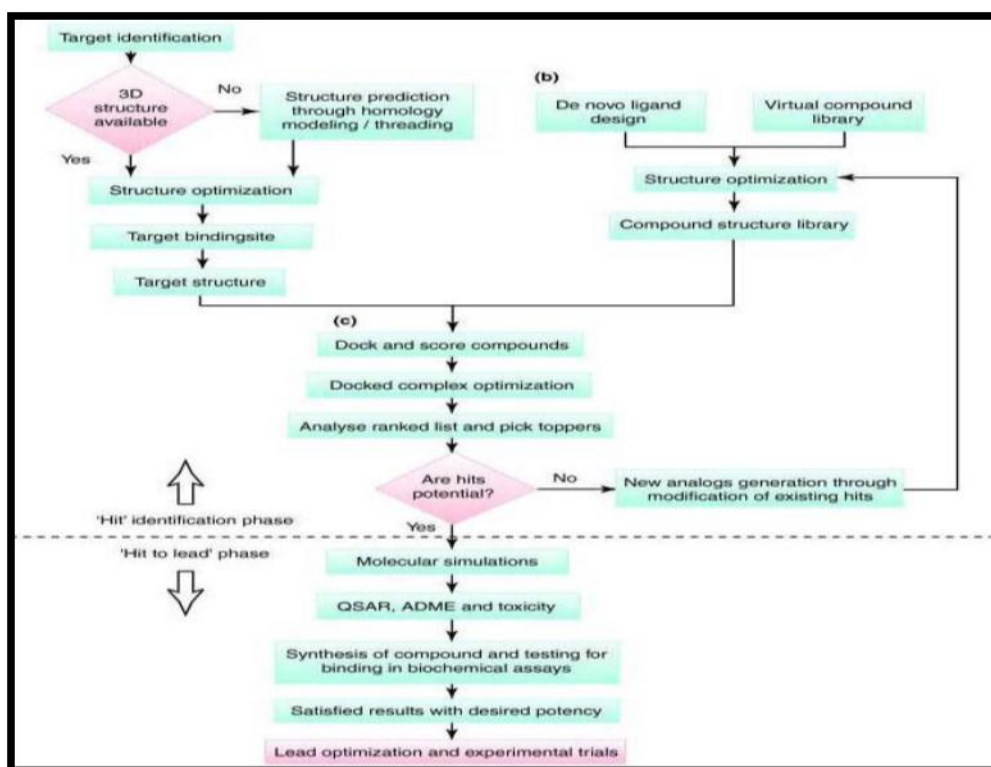 Target identification
3D
structure
available
No
Yes
Structure prediction
through homology
modeling / threading
Structure optimization
Target bindingsite
Target structure
(b)
De novo ligand
design
Virtual compound
library
Structure optimization
Compound structure library
(c)
Dock and score compounds
Docked complex optimization
Analyse ranked list and pick toppers
Are hits
potential?
No
New analogs generation through
modification of existing hits
Yes
'Hit' identification phase
'Hit to lead' phase
Molecular simulations
QSAR, ADME and toxicity
Synthesis of compound and testing for
binding in biochemical assays
Satisfied results with desired potency
Lead optimization and experimental trials